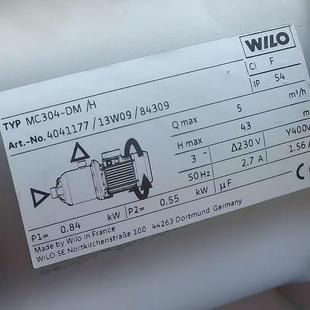 WILO
TYP MC304-DM /H
Art.-No. 4041177 / 13W09 / 84309
Cl F
IP 54
Q max 5 m³/h
H max 43 m
3~ Δ230 V Y400V
50Hz 2.7 A 1.56
P1= 0.84 kW P2= 0.55 kW µF
Made by Wilo in France
WILO SE Nortkirchenstraße 100 44263 Dortmund Germany